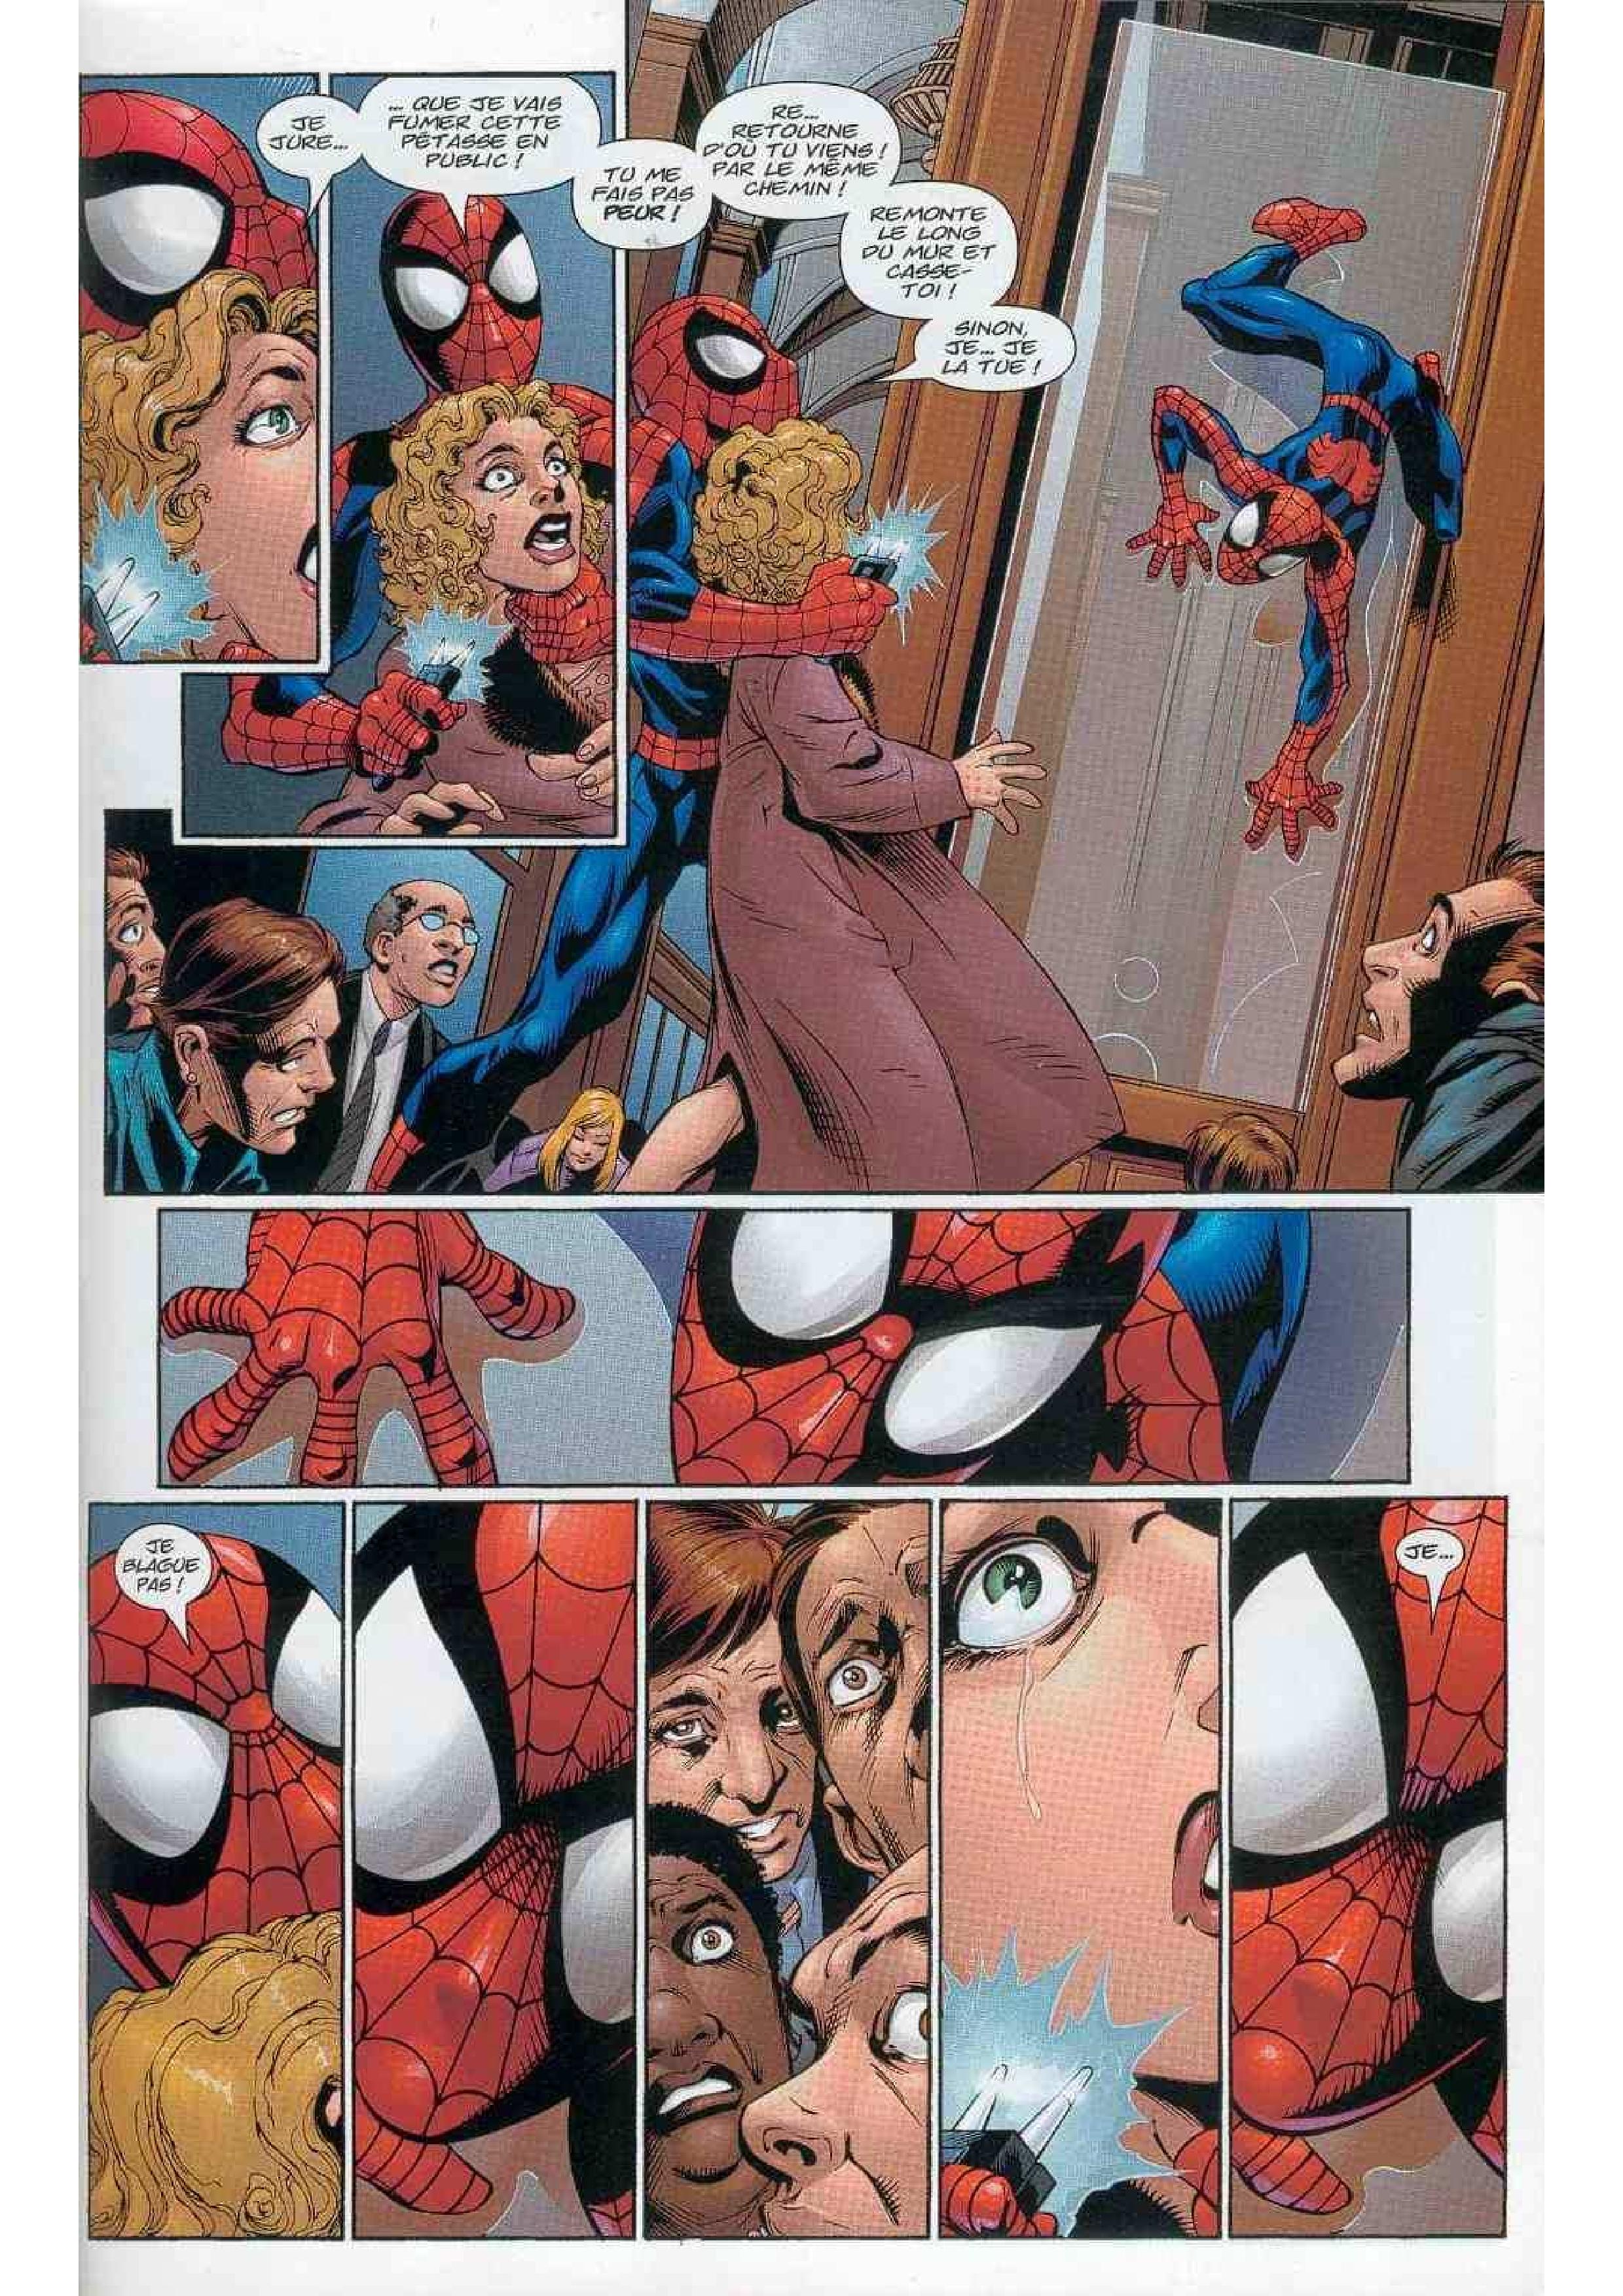 JE
JURE...
... QUE JE VAIS
FUMER CETTE
PÉTASSE EN
PUBLIC !
TU ME
FAIS PAS
PEUR !
RE...
RETOURNE
D'OÙ TU VIENS !
PAR LE MÊME
CHEMIN !
REMONTE
LE LONG
DU MUR ET
CASSE-
TOI !
SINON,
JE... JE
LA TUE !
JE
BLAGUE
PAS !
JE...